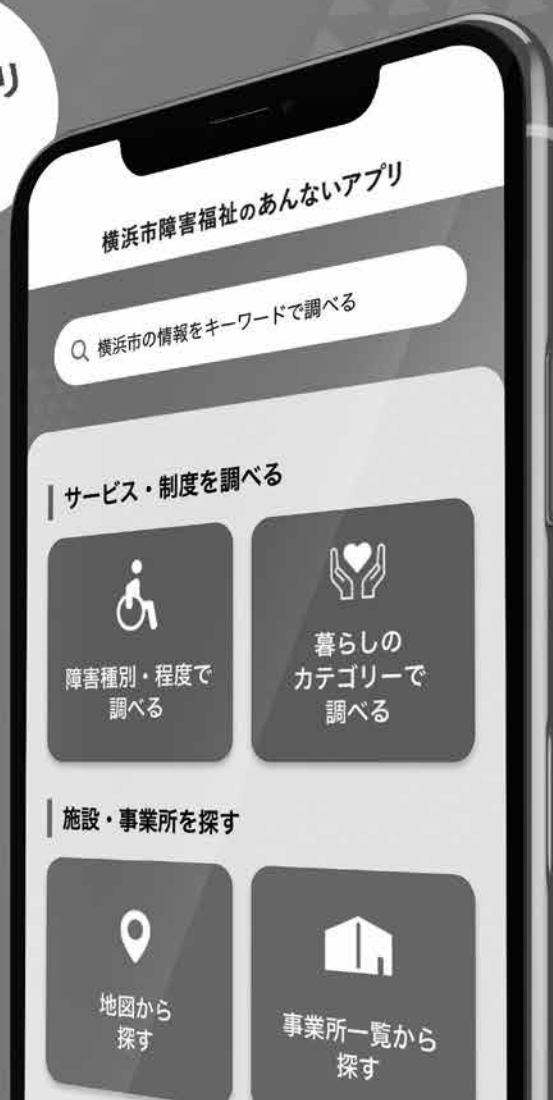 リ
横浜市障害福祉のあんないアプリ
横浜市の情報をキーワードで調べる
サービス・制度を調べる
障害種別・程度で
調べる
暮らしの
カテゴリーで
調べる
施設・事業所を探す
地図から
探す
事業所一覧から
探す